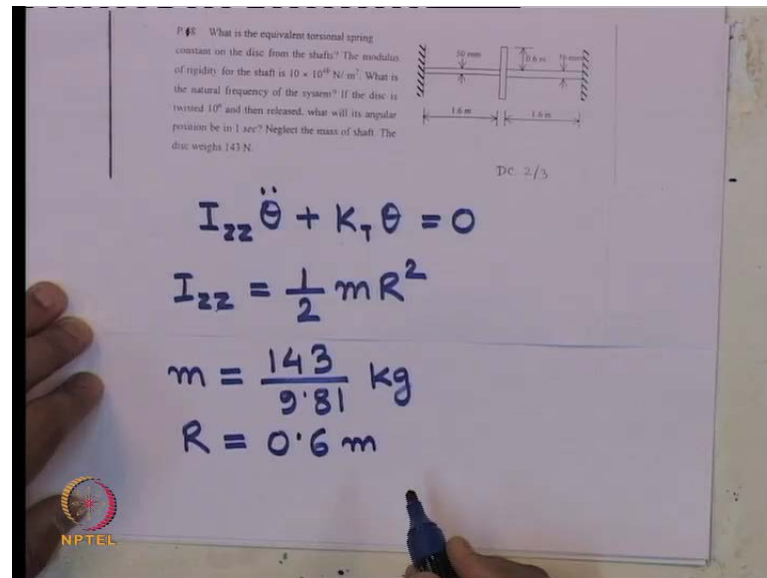 What is the equivalent torsional spring
constant on the disc from the shafts? The modulus
of rigidity for the shaft is 10 × 10¹⁰ N/m². What is
the natural frequency of the system? If the disc is
twisted 10⁰ and then released, what will its angular
position be in 1 sec? Neglect the mass of shaft. The
disc weighs 143 N.
50 mm
0.6 m
1.6 m
1.6 m
DC 2/3
I_zz θ̈ + K_T θ = 0
I_zz = 1/2 m R²
m = 143/9.81 kg
R = 0.6 m
NPTEL